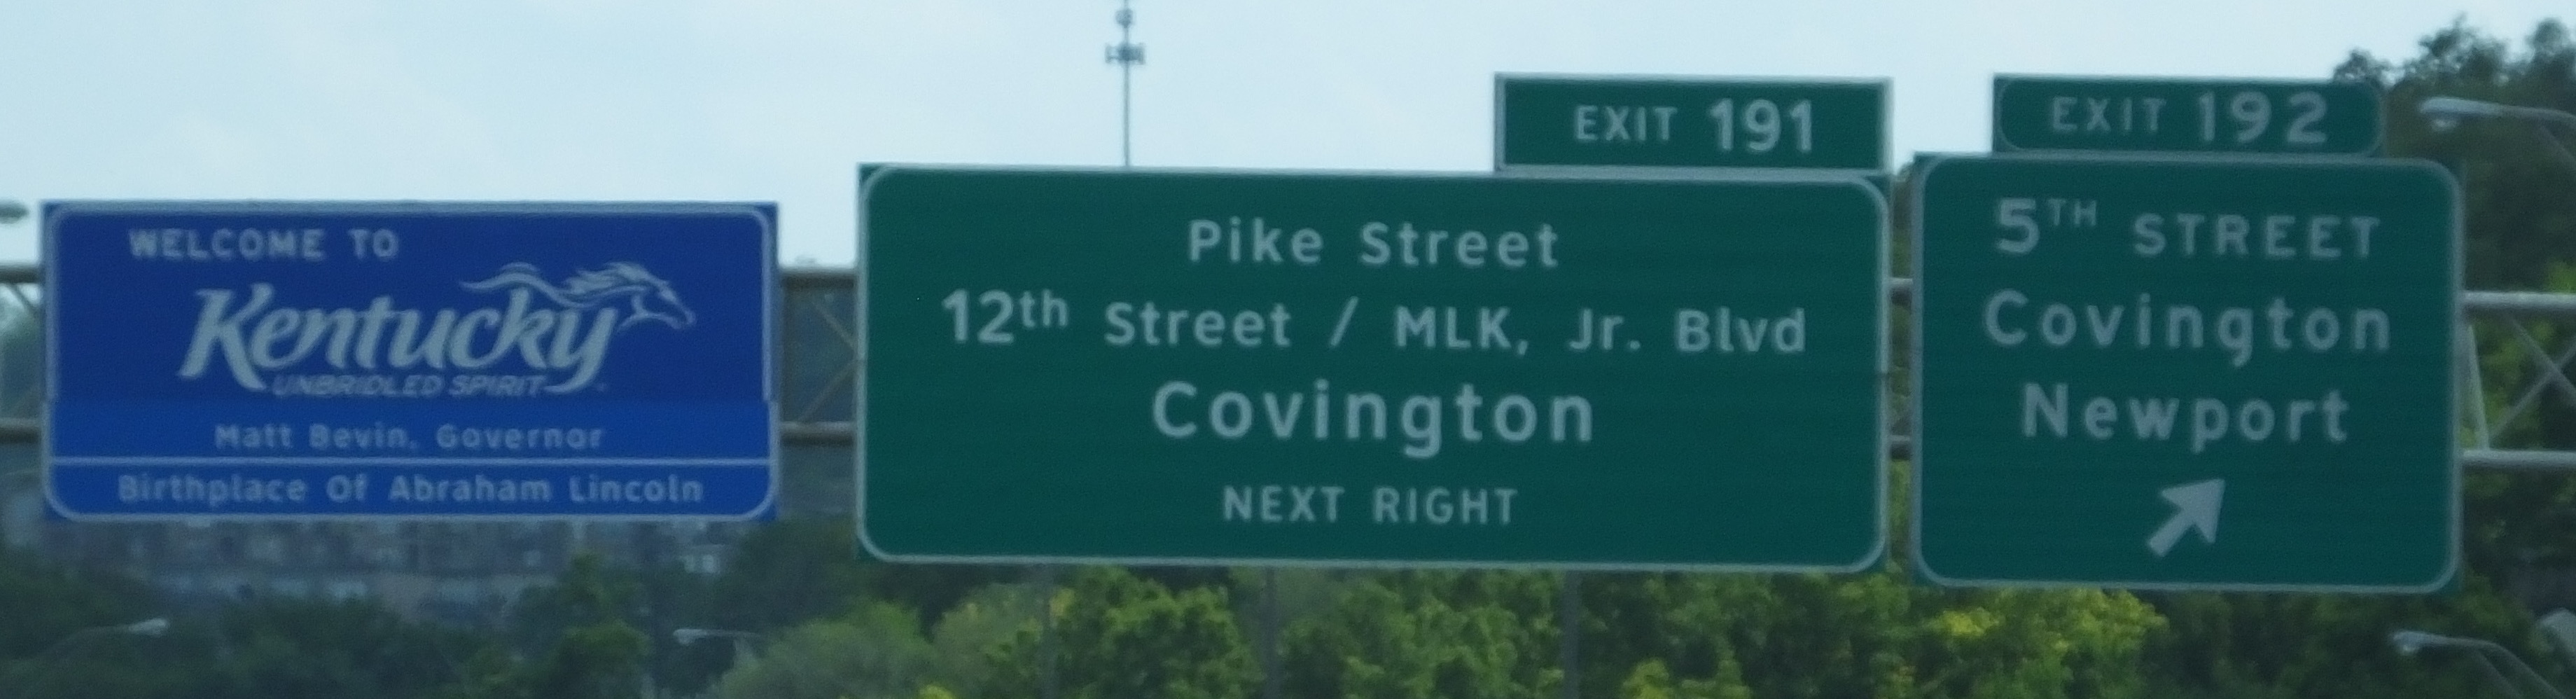 WELCOME TO
Kentucky
UNBRIDLED SPIRIT
Matt Bevin, Governor
Birthplace Of Abraham Lincoln
EXIT 191
Pike Street
12th Street / MLK, Jr. Blvd
Covington
NEXT RIGHT
EXIT 192
5TH STREET
Covington
Newport